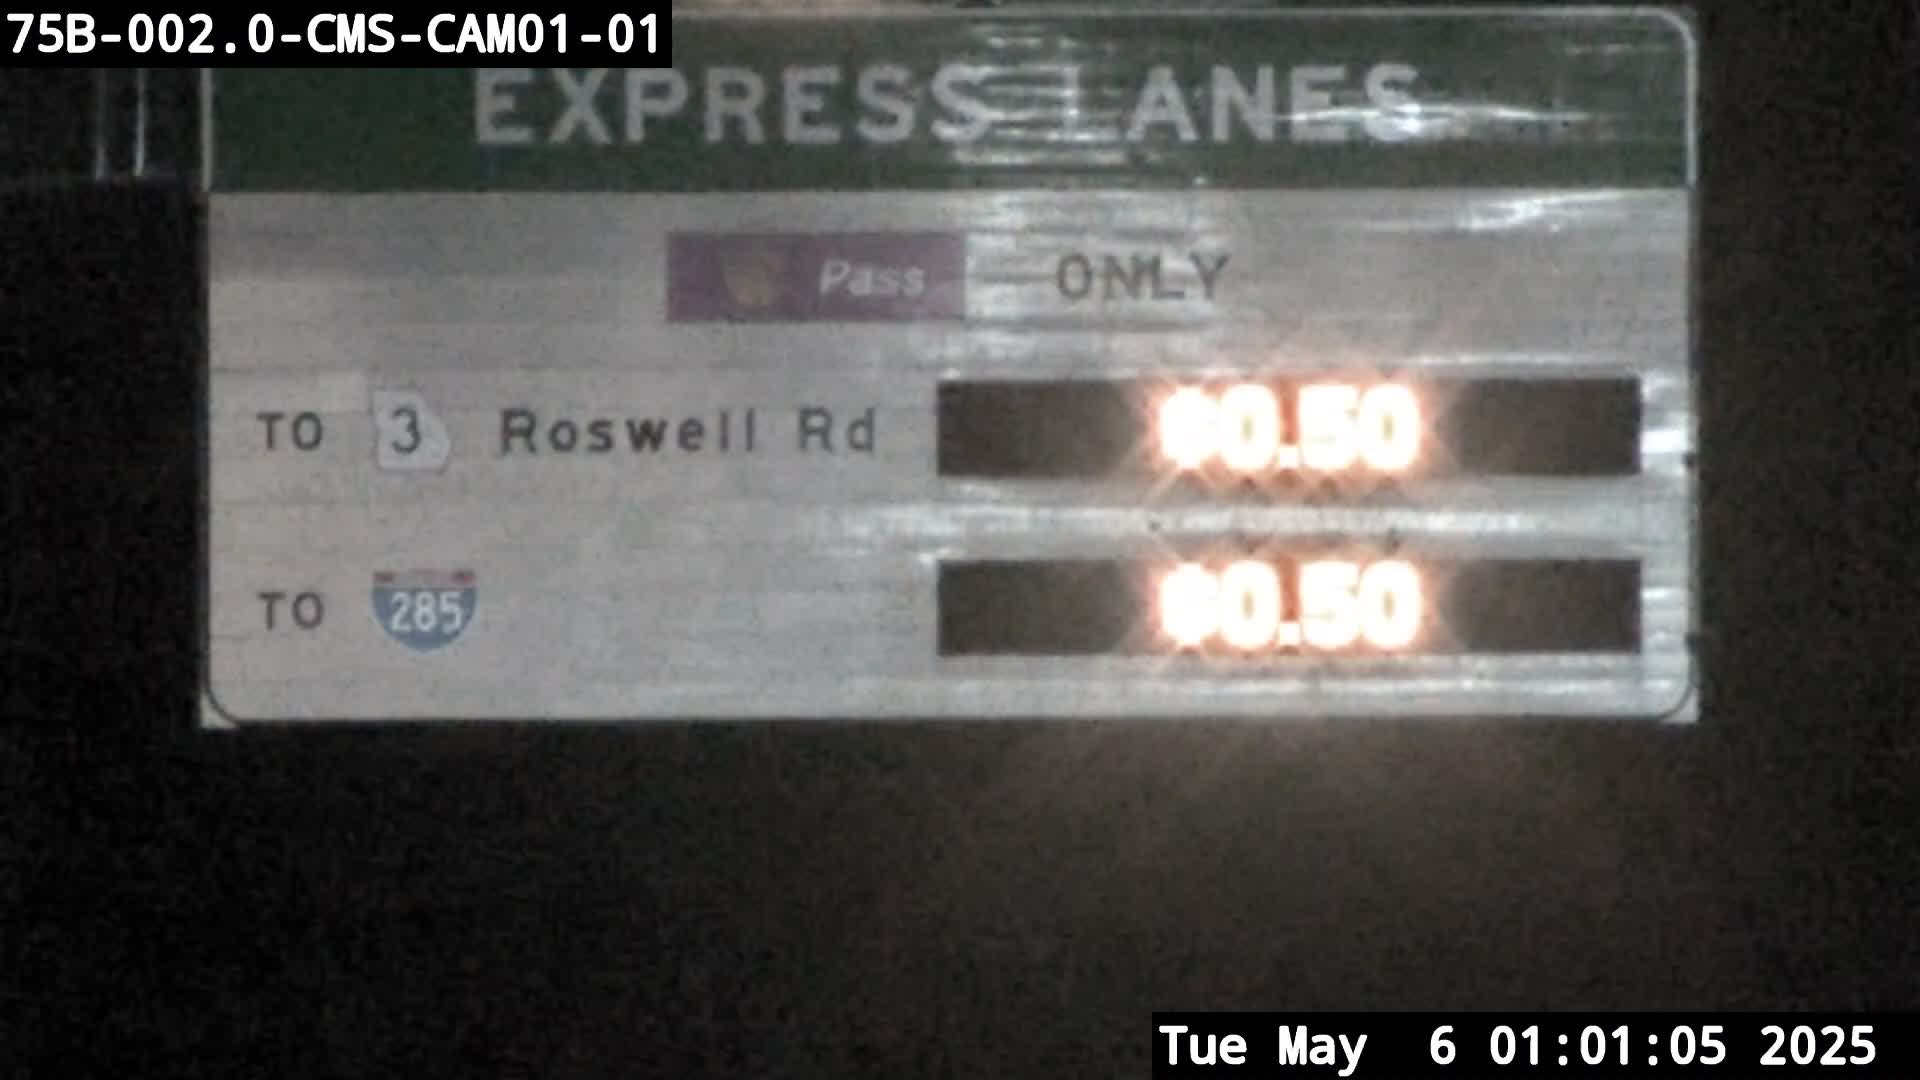 75B-002.0-CMS-CAM01-01
EXPRESS LANES
Pass ONLY
TO 3 Roswell Rd $0.50
TO 285 $0.50
Tue May 6 01:01:05 2025